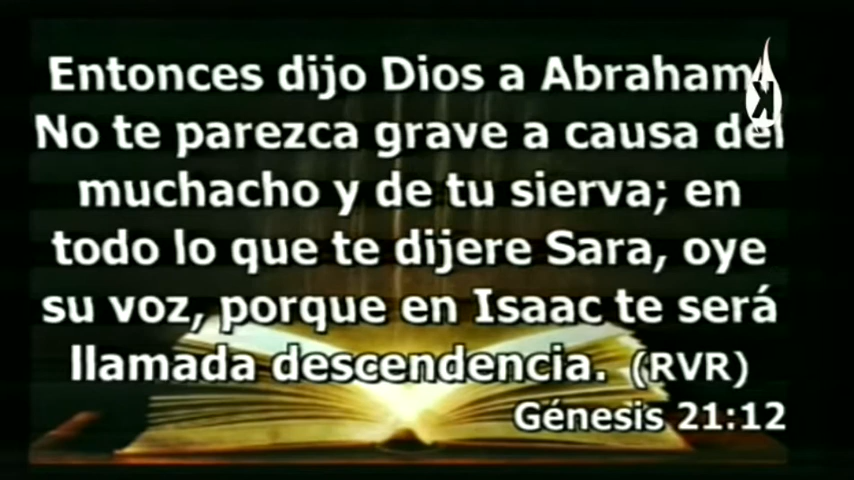 Entonces dijo Dios a Abraham:
No te parezca grave a causa del
muchacho y de tu sierva; en
todo lo que te dijere Sara, oye
su voz, porque en Isaac te será
llamada descendencia. (RVR)
Génesis 21:12